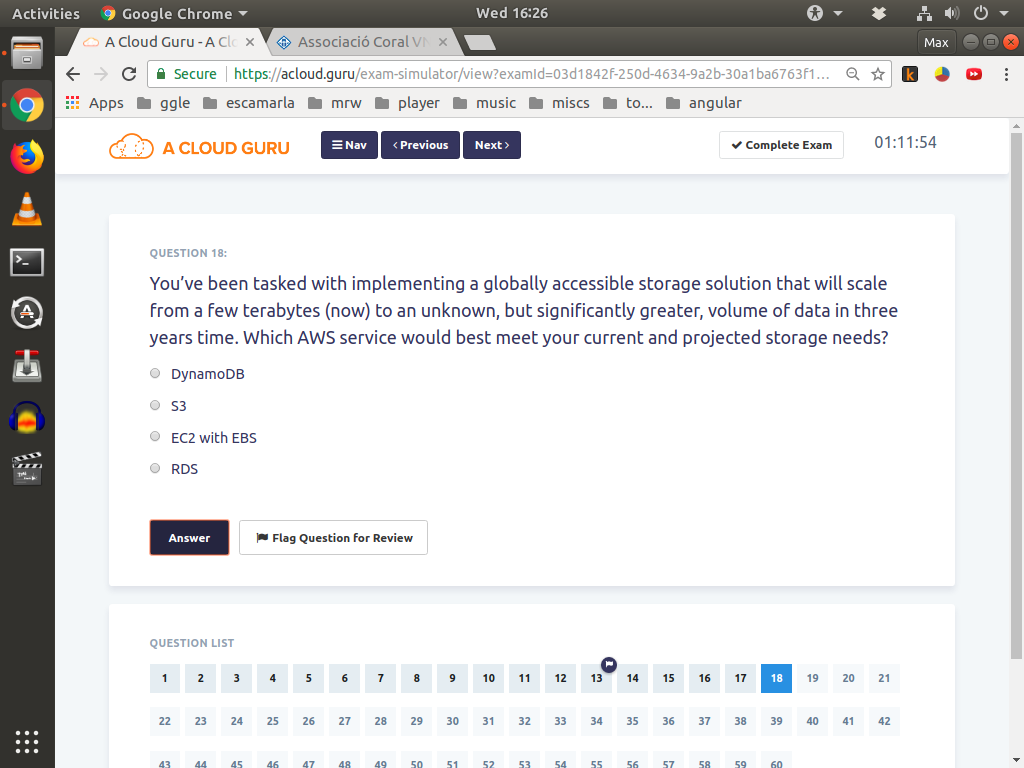 Activities Google Chrome Wed 16:26
A Cloud Guru - A Clo Associació Coral VN Max
Secure https://acloud.guru/exam-simulator/view?examId=03d1842f-250d-4634-9a2b-30a1ba6763f1...
Apps ggle escamarla mrw player music miscs to... angular
A CLOUD GURU Nav Previous Next Complete Exam 01:11:54
QUESTION 18:
You’ve been tasked with implementing a globally accessible storage solution that will scale
from a few terabytes (now) to an unknown, but significantly greater, volume of data in three
years time. Which AWS service would best meet your current and projected storage needs?
DynamoDB
S3
EC2 with EBS
RDS
Answer Flag Question for Review
QUESTION LIST
1 2 3 4 5 6 7 8 9 10 11 12 13 14 15 16 17 18 19 20 21
22 23 24 25 26 27 28 29 30 31 32 33 34 35 36 37 38 39 40 41 42
43 44 45 46 47 48 49 50 51 52 53 54 55 56 57 58 59 60